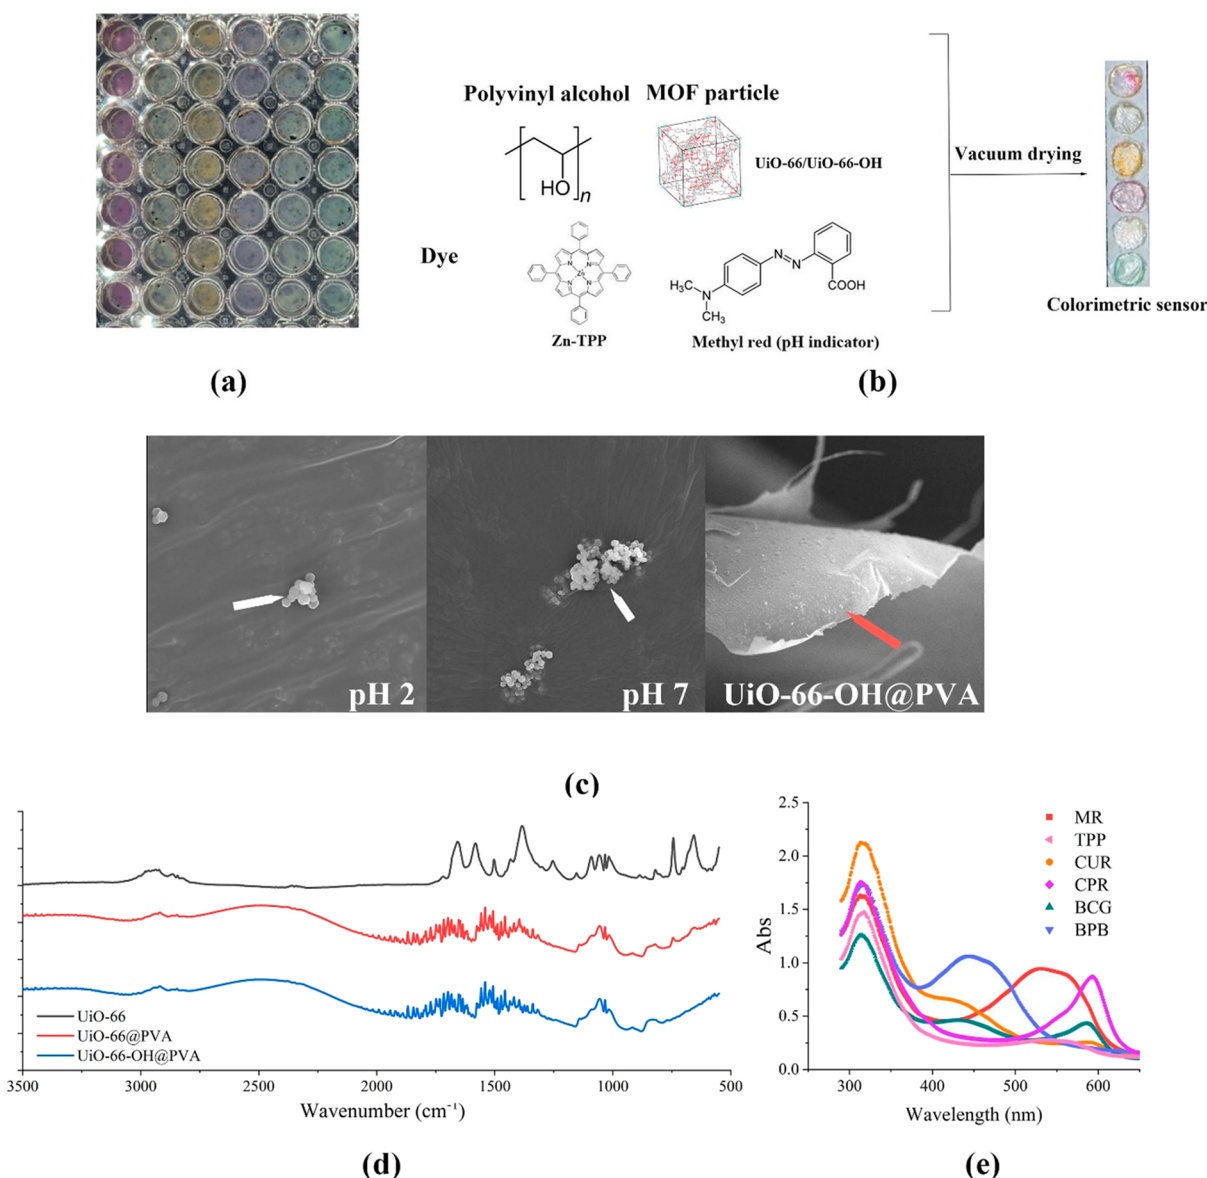 Polyvinyl alcohol
MOF particle
HO
n
UiO-66/UiO-66-OH
Vacuum drying
Dye
N
N
N
N
Zn
Zn-TPP
N
N
H₃C
N
CH₃
COOH
Methyl red (pH indicator)
Colorimetric sensor
(a)
(b)
pH 2
pH 7
UiO-66-OH@PVA
(c)
UiO-66
UiO-66@PVA
UiO-66-OH@PVA
3500 3000 2500 2000 1500 1000 500
Wavenumber (cm⁻¹)
(d)
2.5
2.0
1.5
1.0
0.5
0.0
Abs
MR
TPP
CUR
CPR
BCG
BPB
300 400 500 600
Wavelength (nm)
(e)